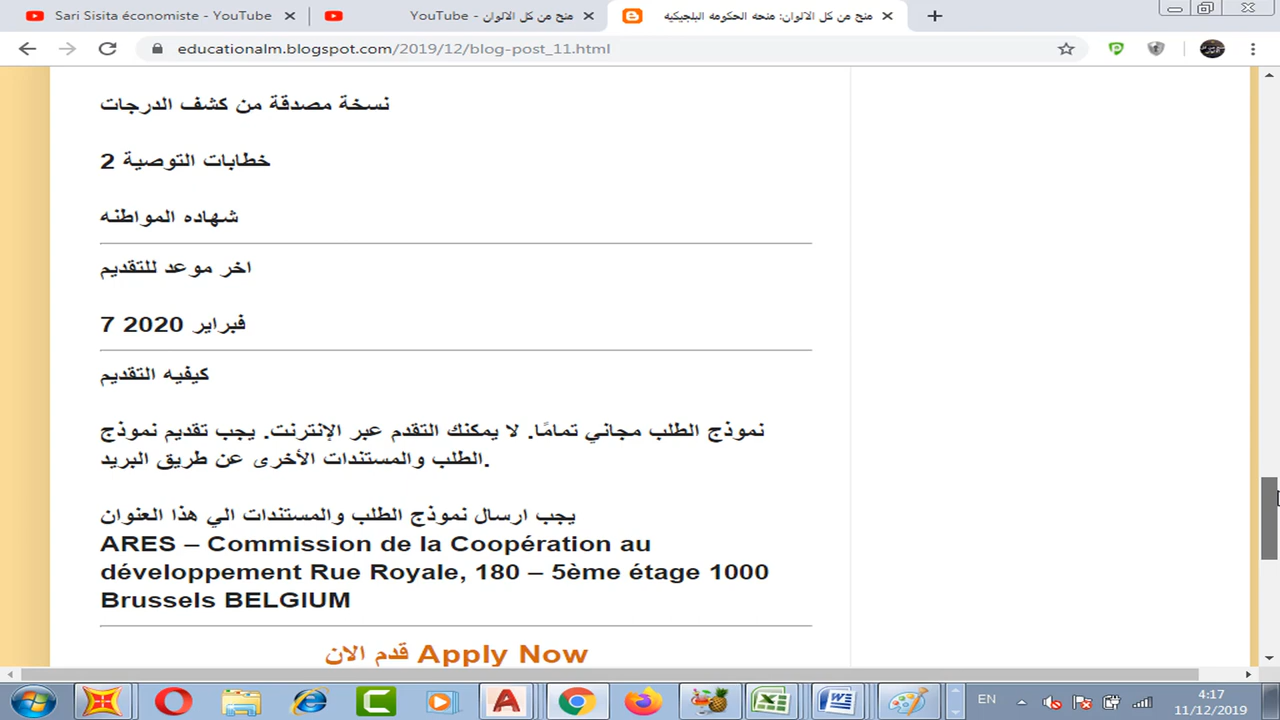 Sari Sisita économiste - YouTube
منح من كل الالوان - YouTube
منح من كل الالوان: منحه الحكومه البلجيكيه
educationalm.blogspot.com/2019/12/blog-post_11.html
نسخة مصدقة من كشف الدرجات
خطابات التوصية 2
شهاده المواطنه
اخر موعد للتقديم
7 فبراير 2020
كيفيه التقديم
نموذج الطلب مجاني تمامًا. لا يمكنك التقدم عبر الإنترنت. يجب تقديم نموذج
الطلب والمستندات الأخرى عن طريق البريد.
يجب ارسال نموذج الطلب والمستندات الي هذا العنوان
ARES – Commission de la Coopération au
développement Rue Royale, 180 – 5ème étage 1000
Brussels BELGIUM
قدم الان Apply Now
EN
4:17
11/12/2019